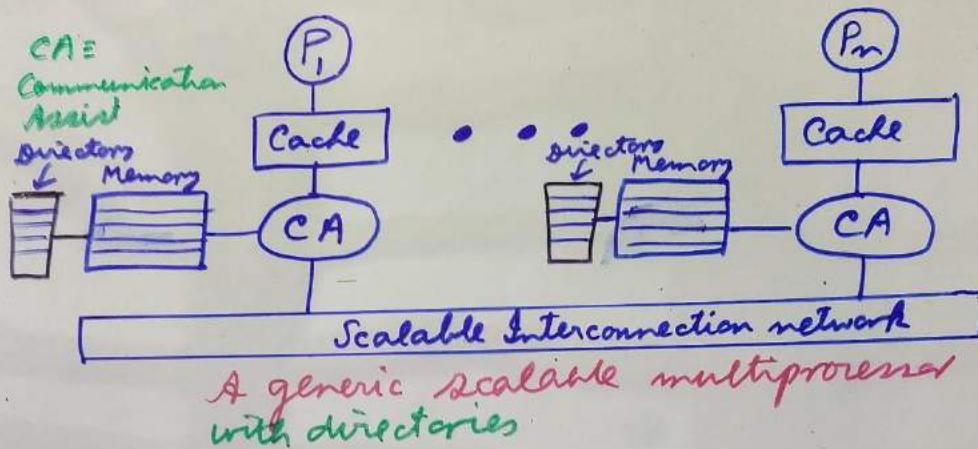 CA ≡
Communication
Assist
P1
Pn
Cache
Cache
Directory
Memory
Directory
Memory
CA
CA
Scalable Interconnection network
A generic scalable multiprocessor
with directories